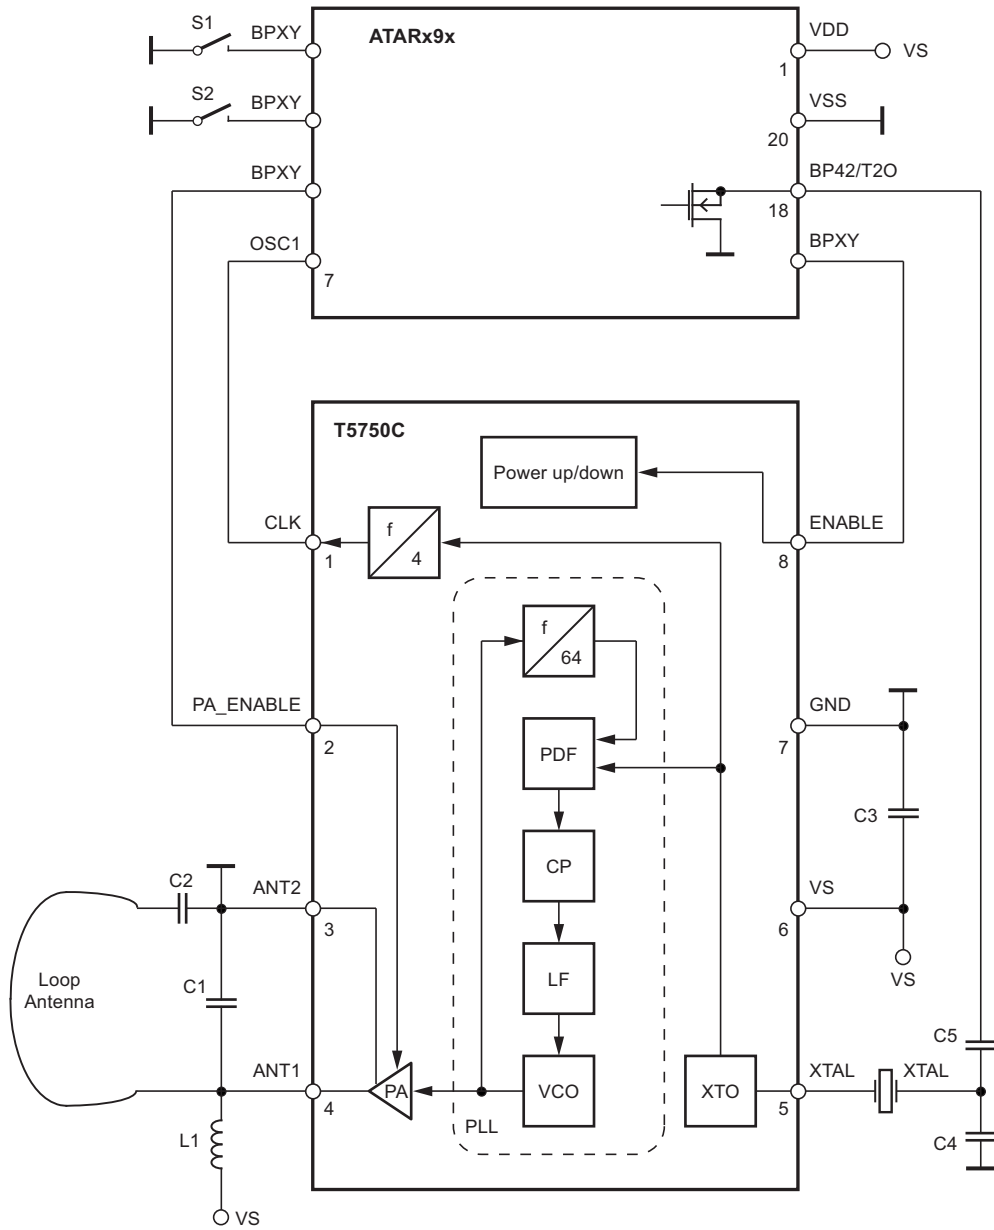 S1
BPXY
ATARx9x
VDD
1
VS
S2
BPXY
VSS
20
BPXY
BP42/T2O
18
OSC1
7
BPXY
T5750C
Power up/down
CLK
1
f
4
ENABLE
8
f
64
PA_ENABLE
2
GND
7
PDF
C3
CP
C2
ANT2
3
VS
6
VS
Loop
Antenna
C1
LF
C5
ANT1
4
PA
VCO
XTO
XTAL
5
XTAL
PLL
C4
L1
VS